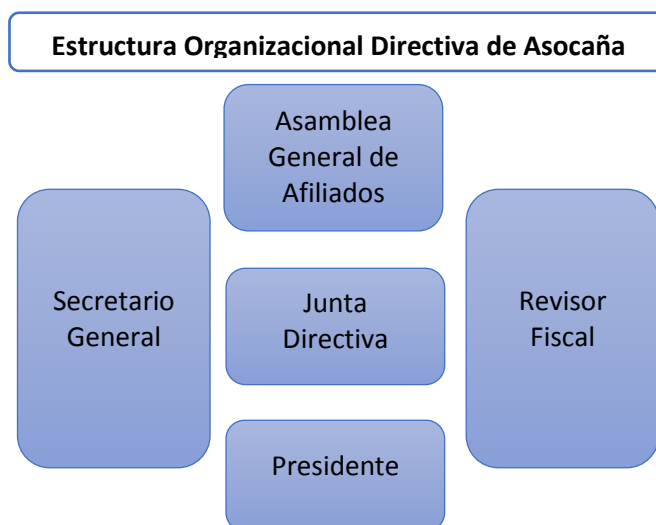 Estructura Organizacional Directiva de Asocaña
Asamblea
General de
Afiliados
Secretario
General
Junta
Directiva
Revisor
Fiscal
Presidente